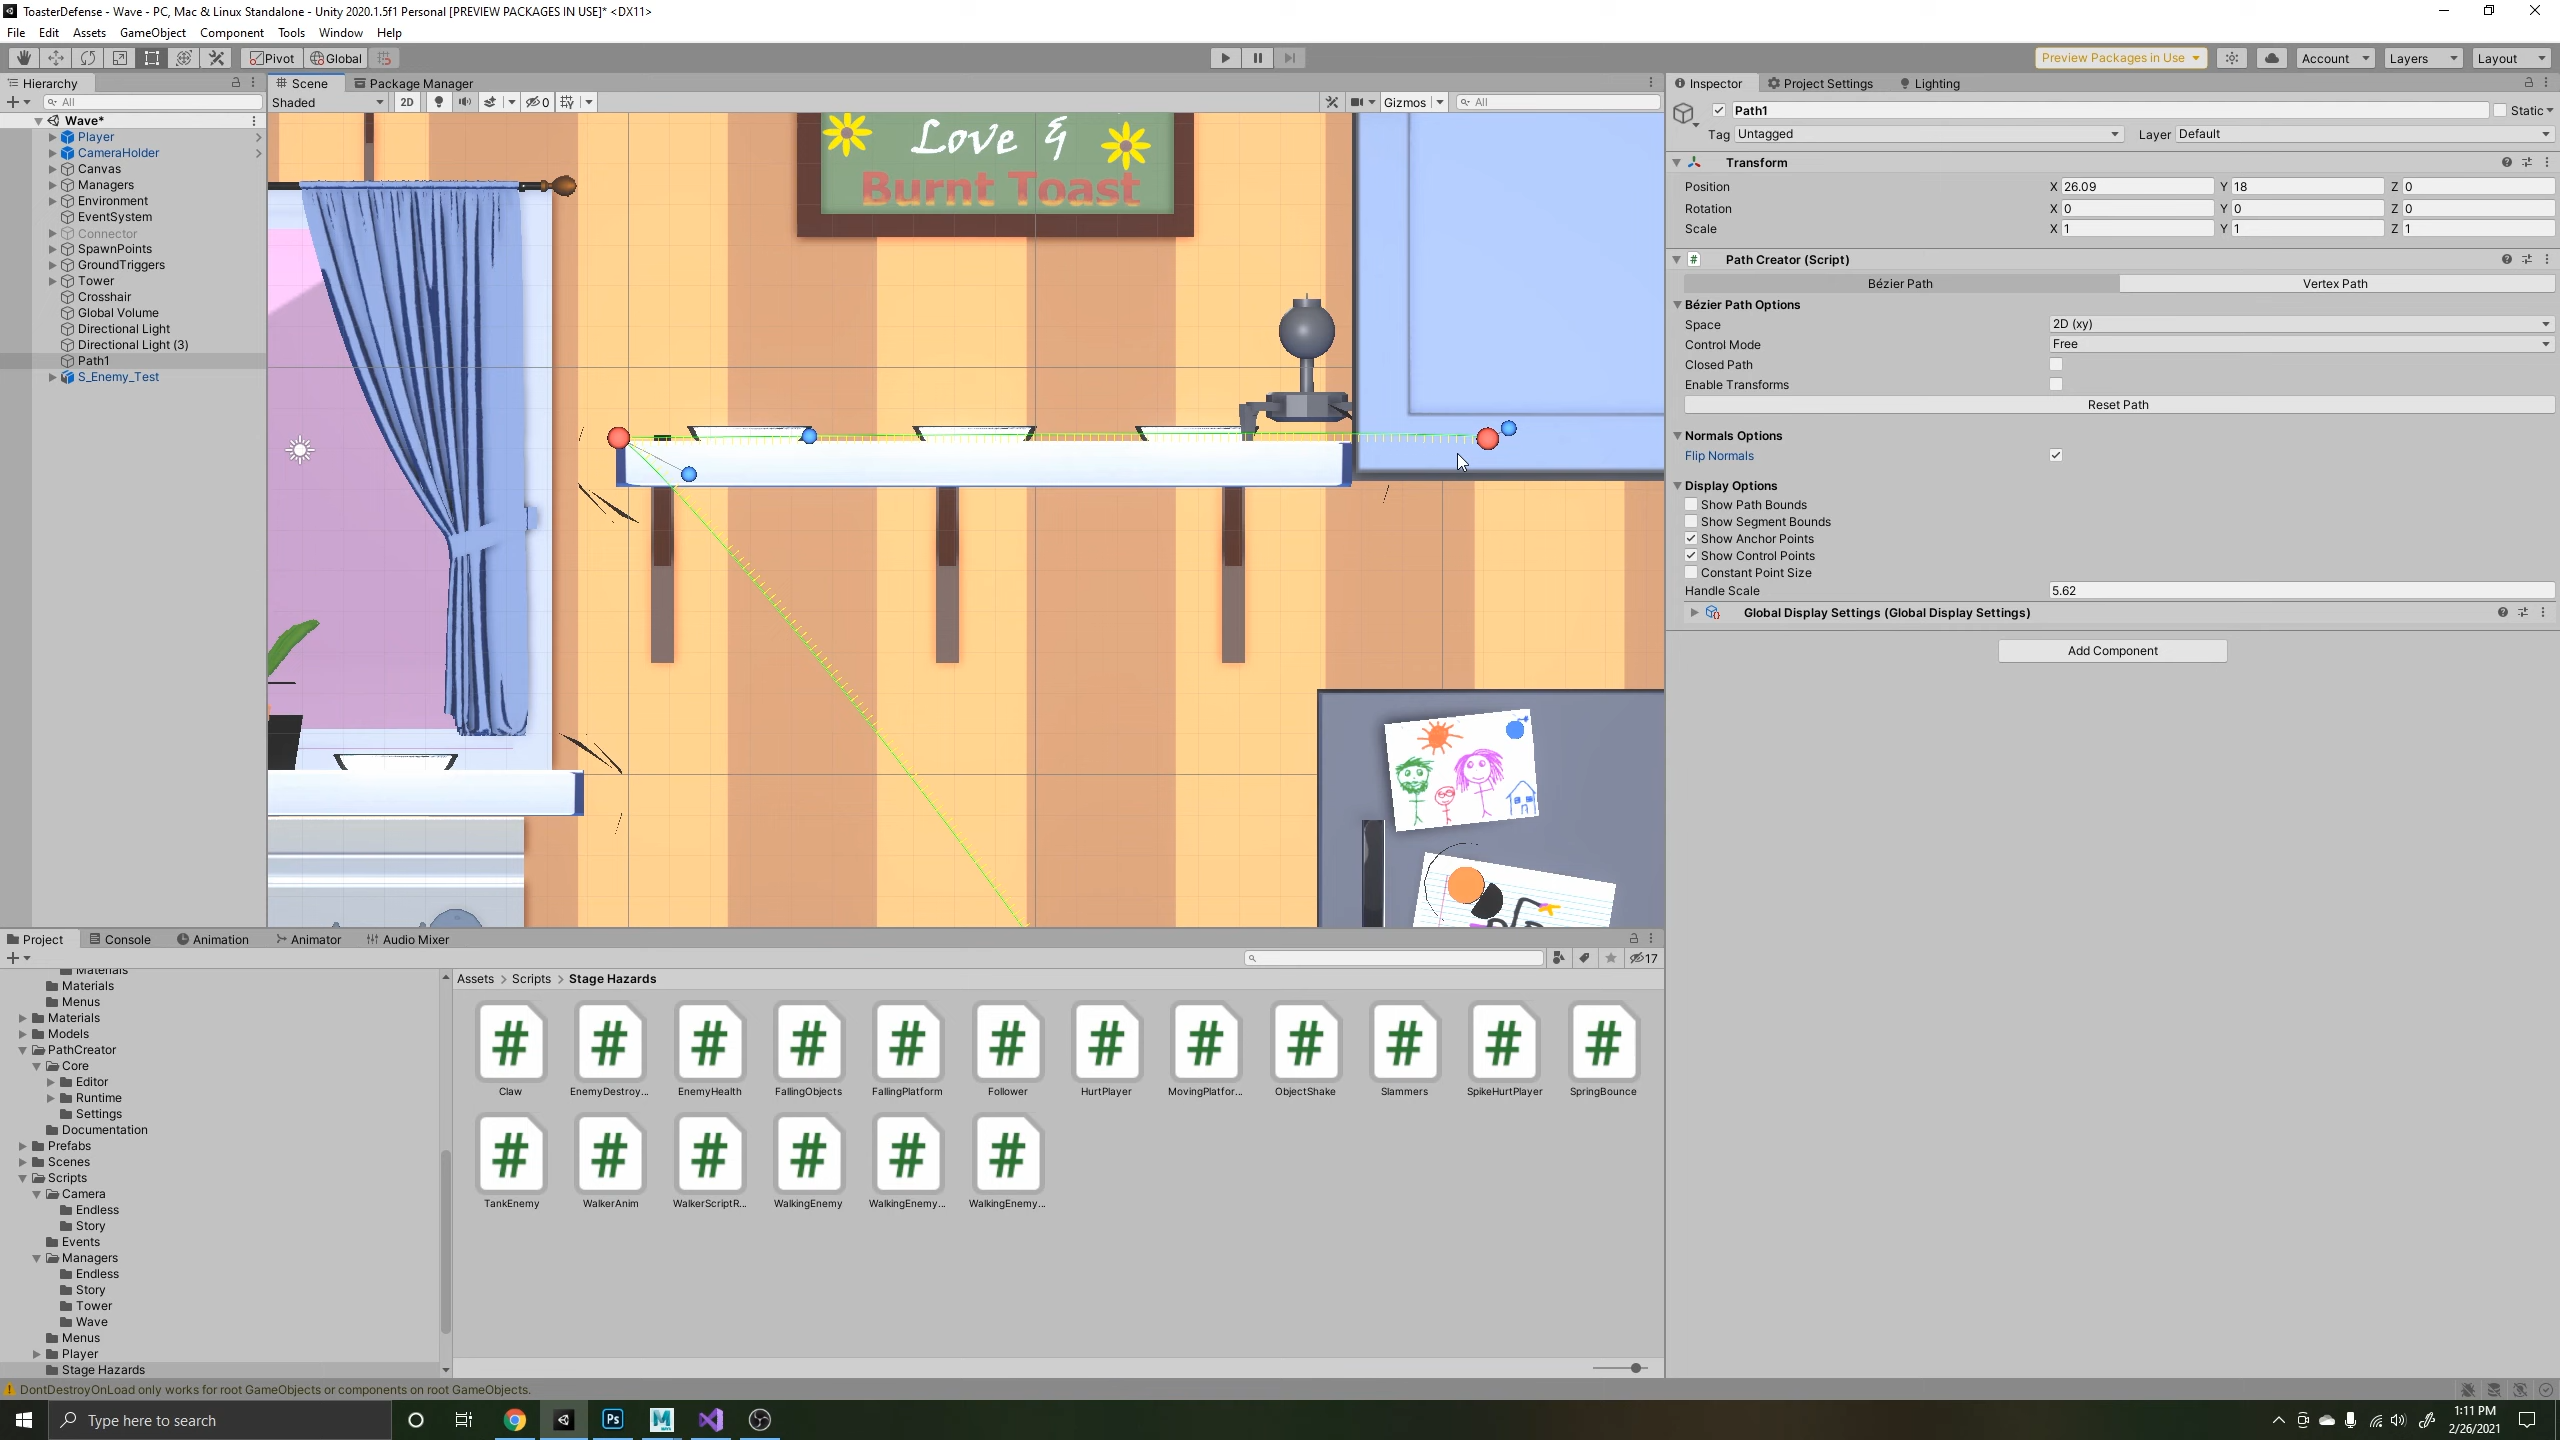 ToasterDefense - Wave - PC, Mac & Linux Standalone - Unity 2020.1.5f1 Personal [PREVIEW PACKAGES IN USE]* <DX11>
File Edit Assets GameObject Component Tools Window Help
Pivot Global Preview Packages in Use Account Layers Layout
Hierarchy Scene Package Manager Inspector Project Settings Lighting
All Shaded 2D 0 Gizmos All
Wave*
Player
CameraHolder
Canvas
Managers
Environment
EventSystem
Connector
SpawnPoints
GroundTriggers
Tower
Crosshair
Global Volume
Directional Light
Directional Light (3)
Path1
S_Enemy_Test
Love &
Burnt Toast
Path1 Static
Tag Untagged Layer Default
Transform
Position X 26.09 Y 18 Z 0
Rotation X 0 Y 0 Z 0
Scale X 1 Y 1 Z 1
Path Creator (Script)
Bézier Path Vertex Path
Bézier Path Options
Space 2D (xy)
Control Mode Free
Closed Path
Enable Transforms
Reset Path
Normals Options
Flip Normals
Display Options
Show Path Bounds
Show Segment Bounds
Show Anchor Points
Show Control Points
Constant Point Size
Handle Scale 5.62
Global Display Settings (Global Display Settings)
Add Component
Project Console Animation Animator Audio Mixer
17
Materials
Materials
Menus
Materials
Models
PathCreator
Core
Editor
Runtime
Settings
Documentation
Prefabs
Scenes
Scripts
Camera
Endless
Story
Events
Managers
Endless
Story
Tower
Wave
Menus
Player
Stage Hazards
Assets > Scripts > Stage Hazards
Claw EnemyDestroy... EnemyHealth FallingObjects FallingPlatform Follower HurtPlayer MovingPlatfor... ObjectShake Slammers SpikeHurtPlayer SpringBounce
TankEnemy WalkerAnim WalkerScriptR... WalkingEnemy WalkingEnemy... WalkingEnemy...
DontDestroyOnLoad only works for root GameObjects or components on root GameObjects.
Type here to search
1:11 PM
2/26/2021